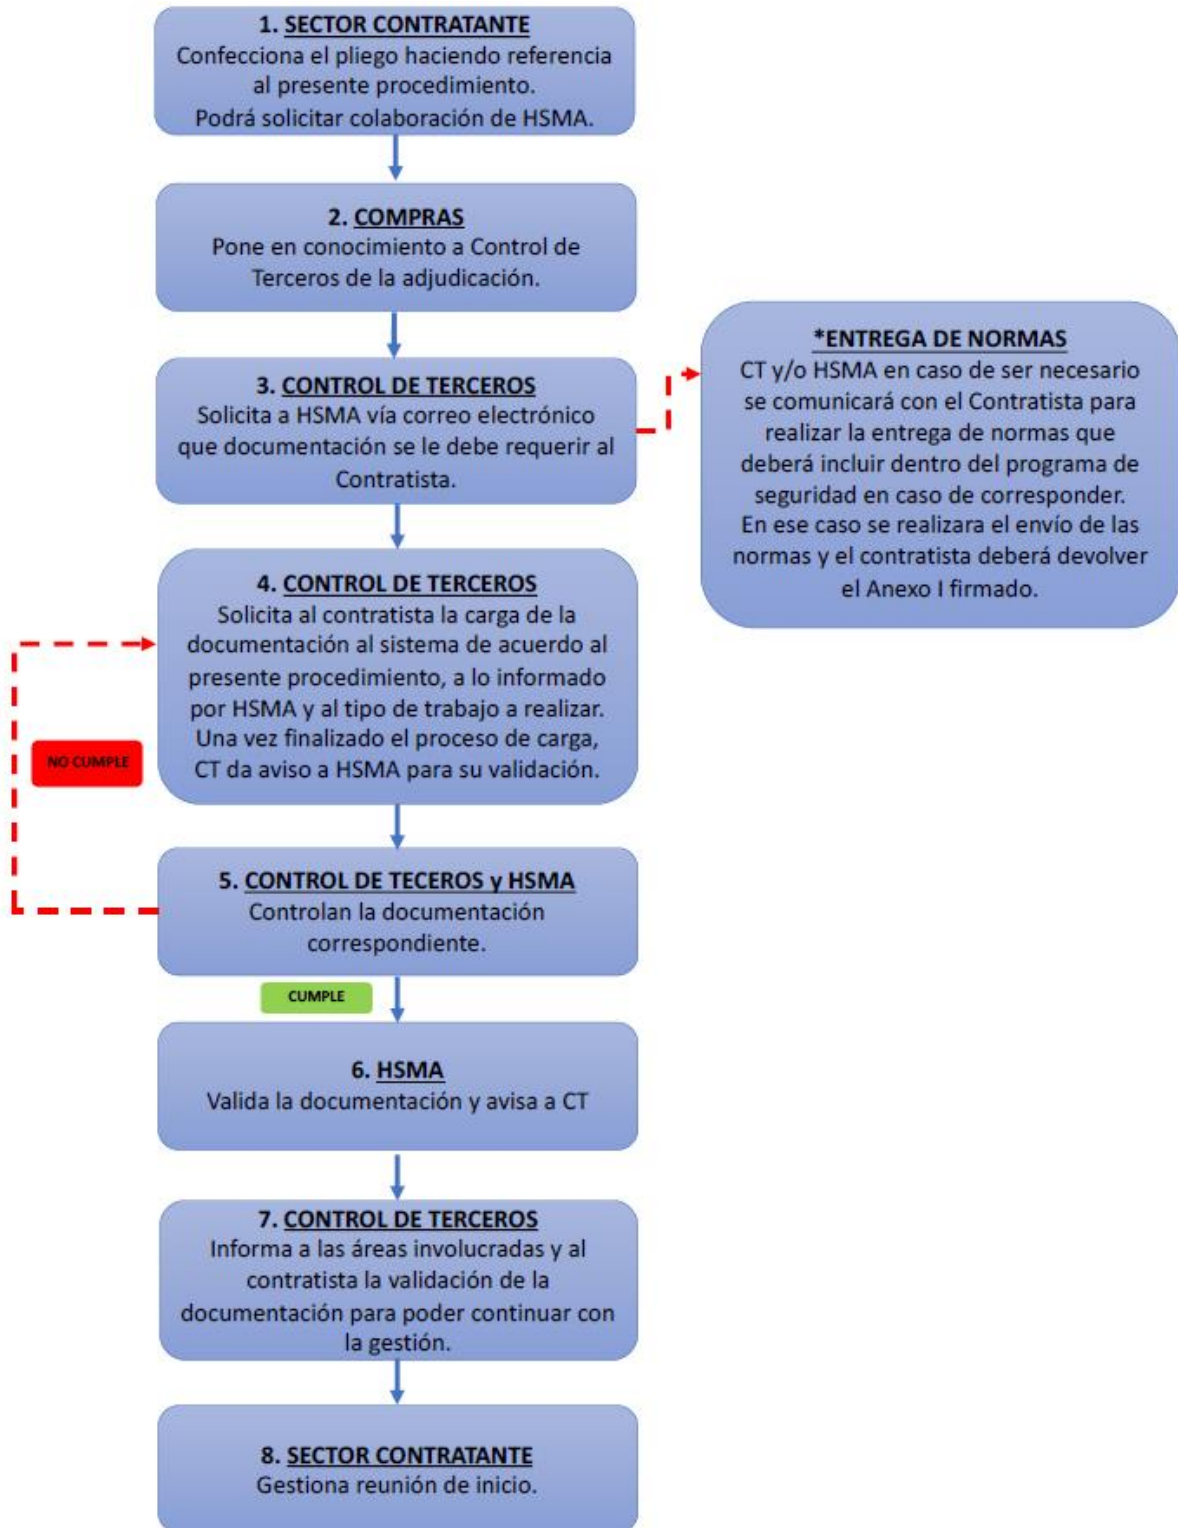 1. SECTOR CONTRATANTE
Confecciona el pliego haciendo referencia
al presente procedimiento.
Podrá solicitar colaboración de HSMA.
2. COMPRAS
Pone en conocimiento a Control de
Terceros de la adjudicación.
3. CONTROL DE TERCEROS
Solicita a HSMA vía correo electrónico
que documentación se le debe requerir al
Contratista.
*ENTREGA DE NORMAS
CT y/o HSMA en caso de ser necesario
se comunicará con el Contratista para
realizar la entrega de normas que
deberá incluir dentro del programa de
seguridad en caso de corresponder.
En ese caso se realizara el envío de las
normas y el contratista deberá devolver
el Anexo I firmado.
4. CONTROL DE TERCEROS
Solicita al contratista la carga de la
documentación al sistema de acuerdo al
presente procedimiento, a lo informado
por HSMA y al tipo de trabajo a realizar.
Una vez finalizado el proceso de carga,
CT da aviso a HSMA para su validación.
NO CUMPLE
5. CONTROL DE TECEROS y HSMA
Controlan la documentación
correspondiente.
CUMPLE
6. HSMA
Valida la documentación y avisa a CT
7. CONTROL DE TERCEROS
Informa a las áreas involucradas y al
contratista la validación de la
documentación para poder continuar con
la gestión.
8. SECTOR CONTRATANTE
Gestiona reunión de inicio.